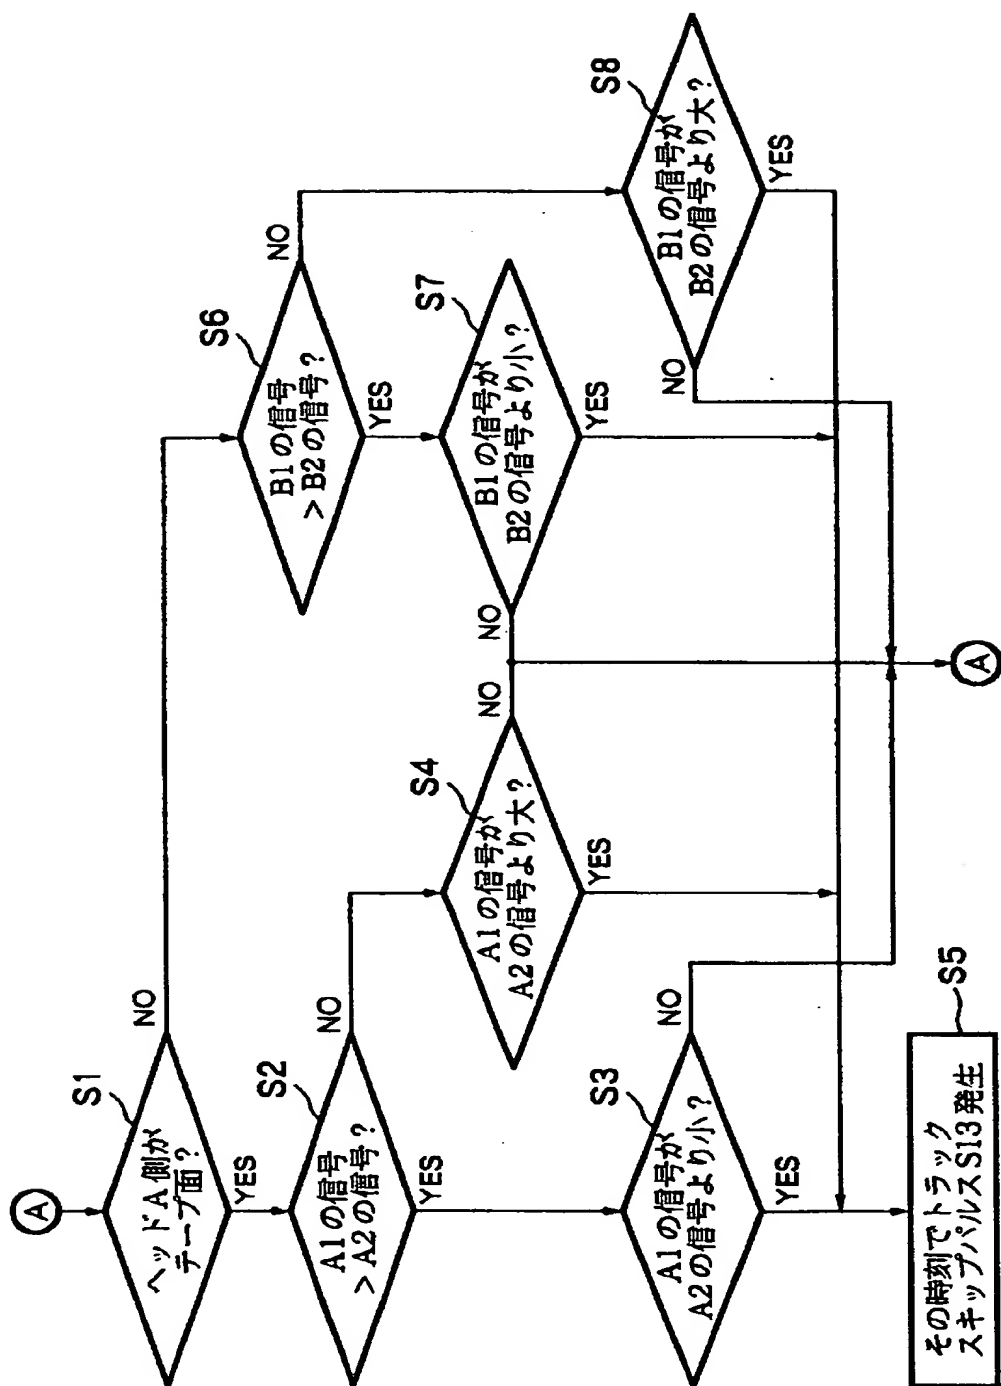 A
S1
ヘッドA側が
テープ面?
YES
NO
S2
A1の信号
> A2の信号?
YES
NO
S3
A1の信号が
A2の信号より小?
YES
NO
S4
A1の信号が
A2の信号より大?
YES
NO
S5
その時刻でトラック
スキップパルスS13発生
S6
B1の信号
> B2の信号?
YES
NO
S7
B1の信号が
B2の信号より小?
YES
NO
S8
B1の信号が
B2の信号より大?
YES
NO
A